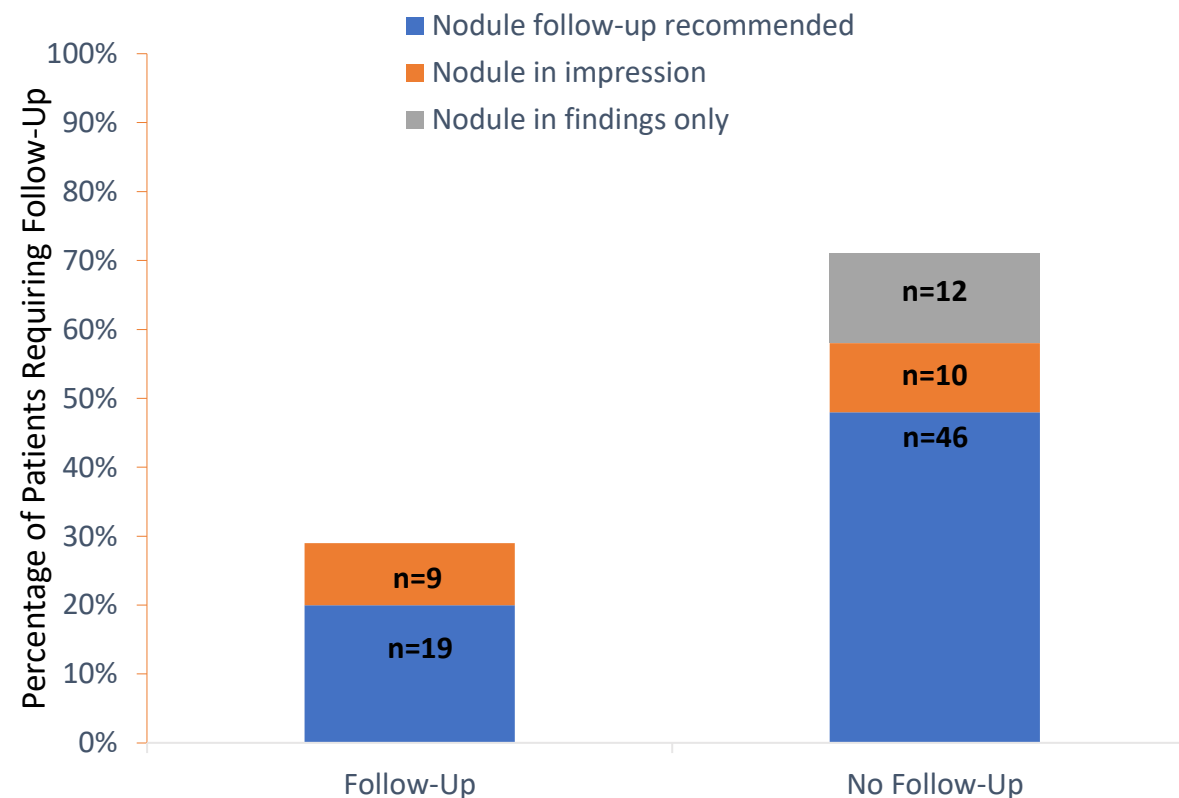 Nodule follow-up recommended
Nodule in impression
Nodule in findings only
Percentage of Patients Requiring Follow-Up
100%
90%
80%
70%
60%
50%
40%
30%
20%
10%
0%
n=9
n=19
n=12
n=10
n=46
Follow-Up
No Follow-Up